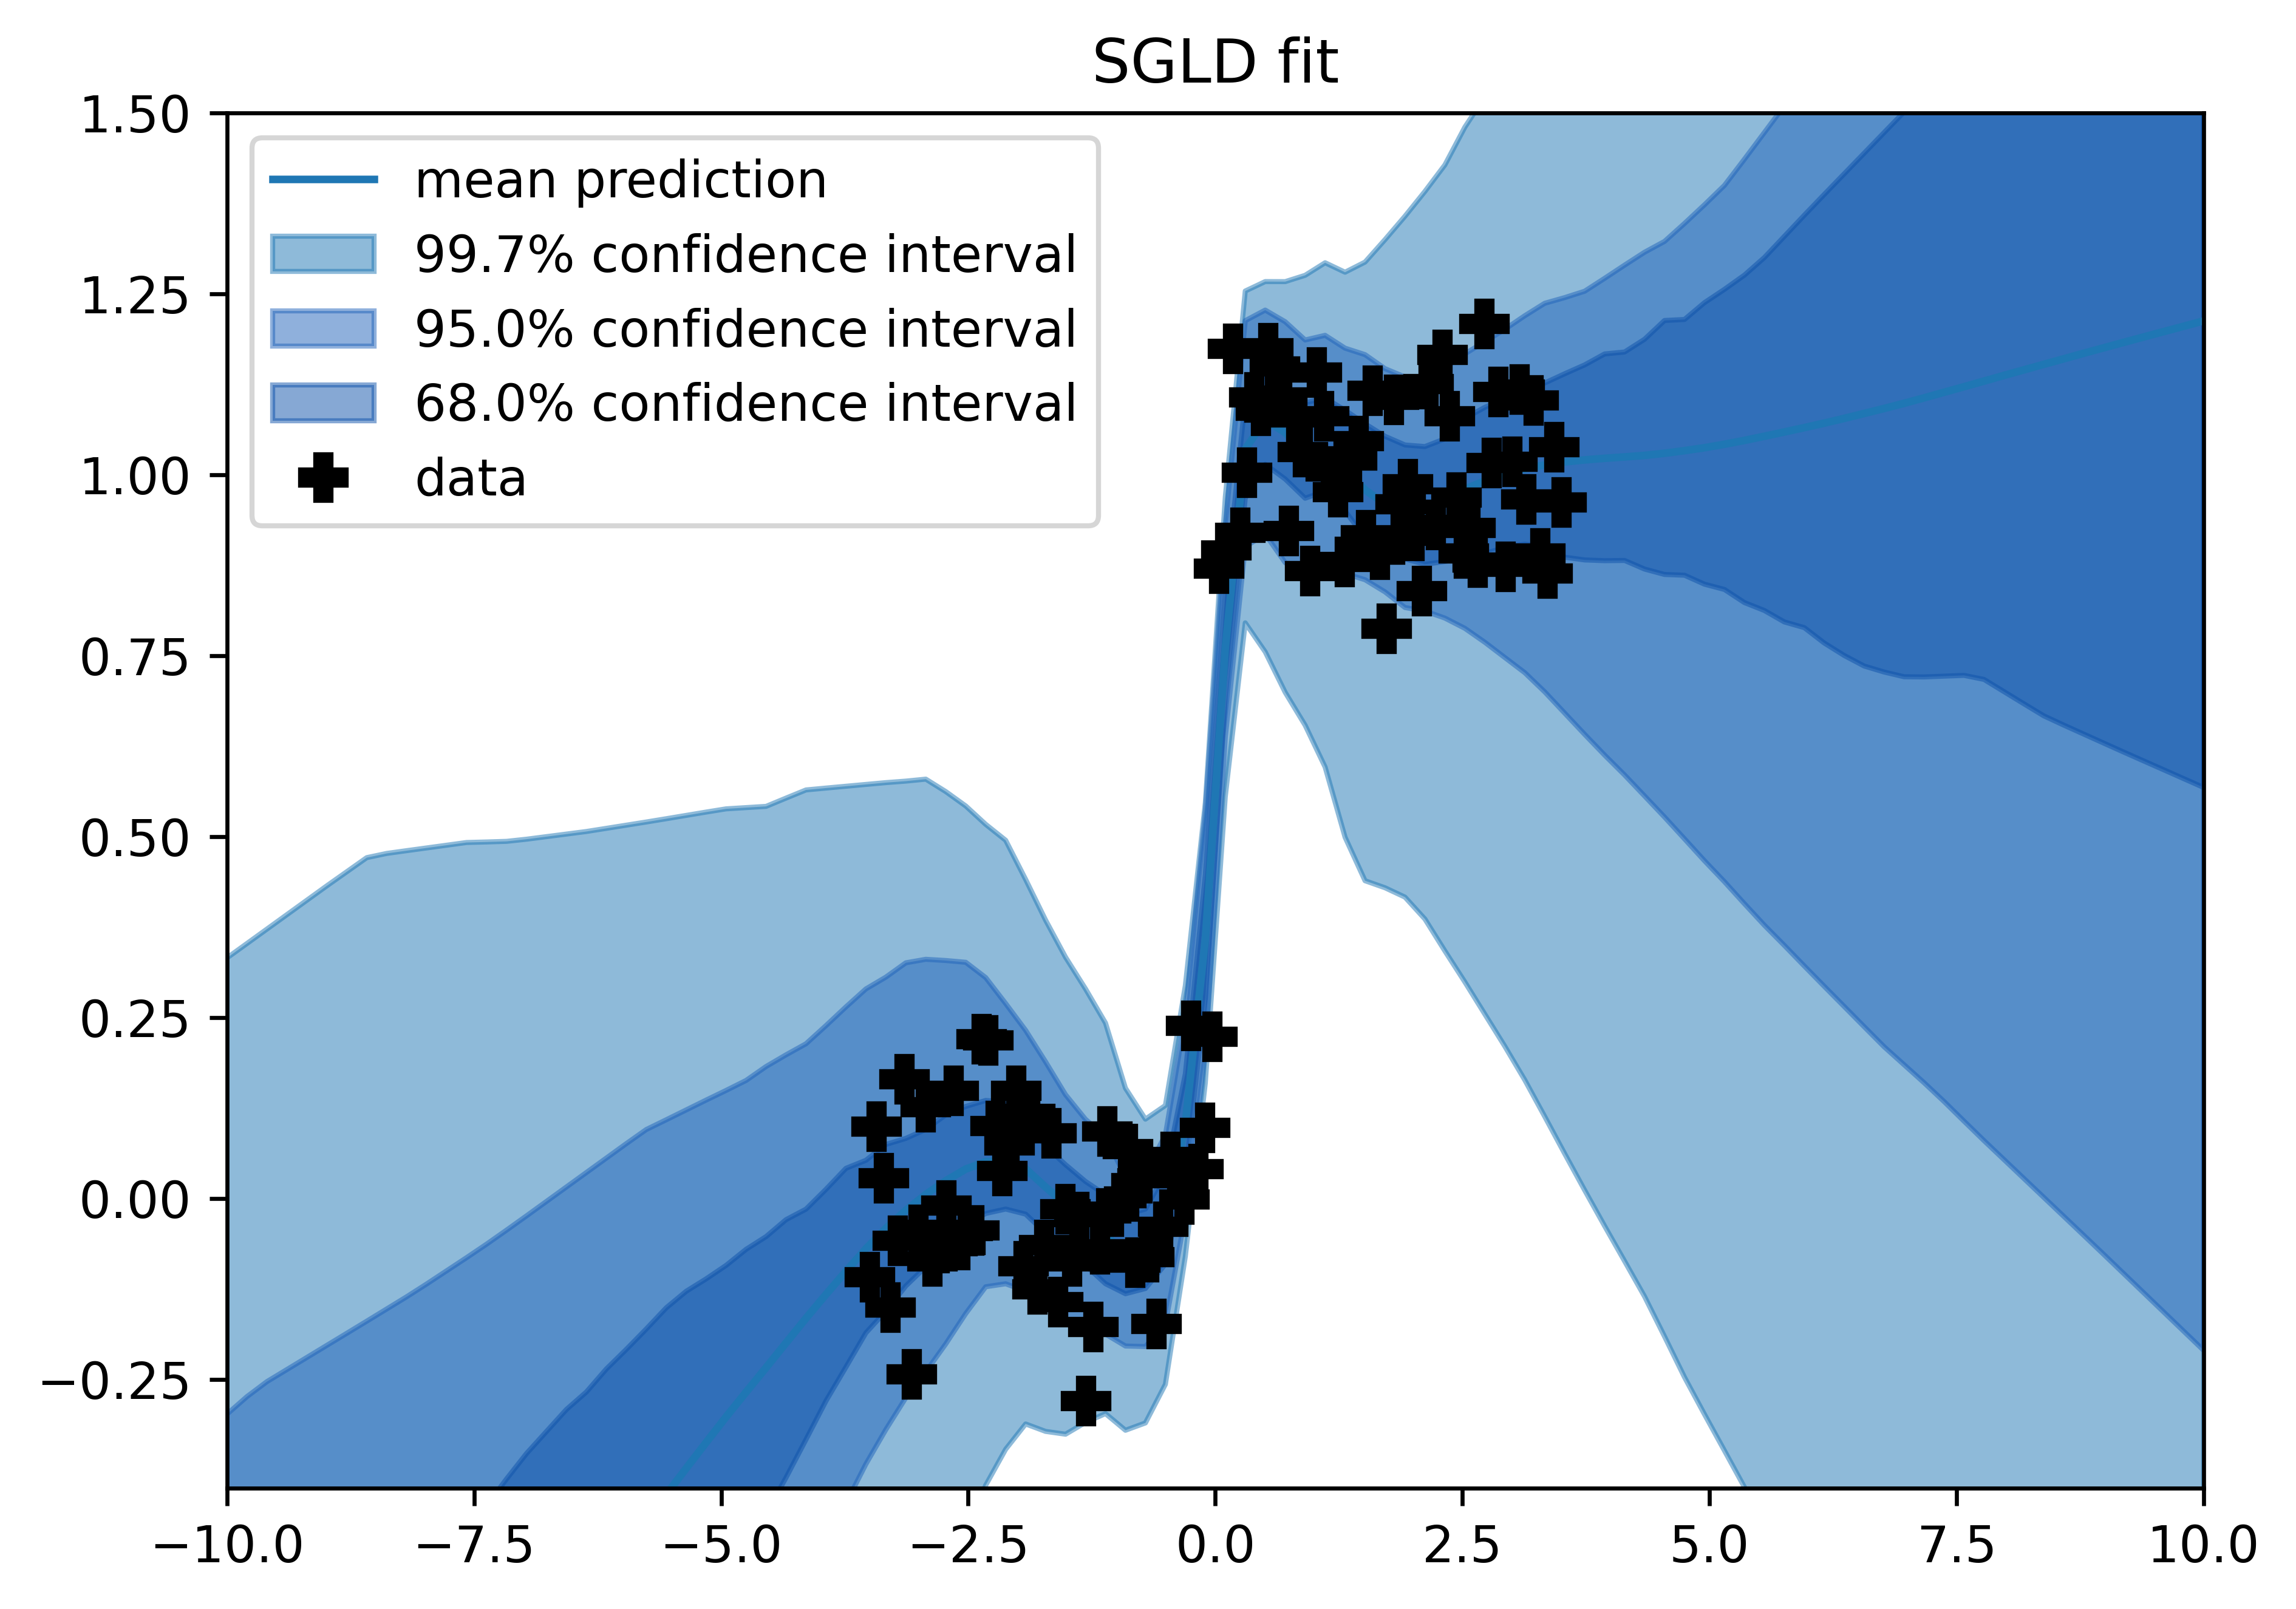 SGLD fit
1.50
1.25
1.00
0.75
0.50
0.25
0.00
−0.25
mean prediction
99.7% confidence interval
95.0% confidence interval
68.0% confidence interval
data
−10.0 −7.5 −5.0 −2.5 0.0 2.5 5.0 7.5 10.0